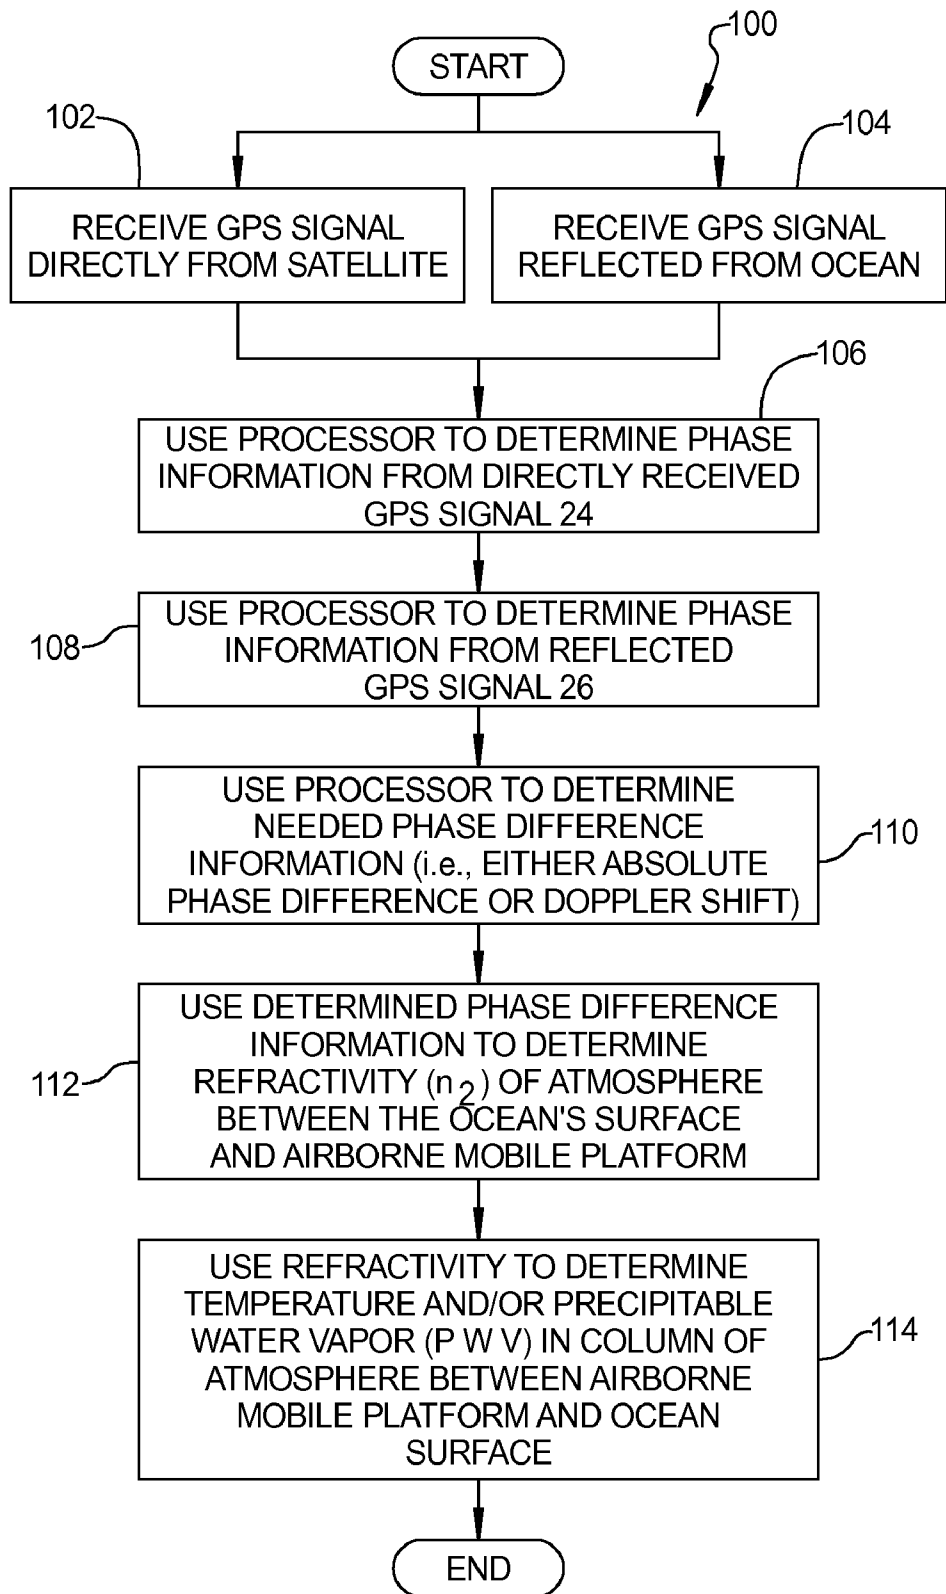 100
START
102
104
RECEIVE GPS SIGNAL
DIRECTLY FROM SATELLITE
RECEIVE GPS SIGNAL
REFLECTED FROM OCEAN
106
USE PROCESSOR TO DETERMINE PHASE
INFORMATION FROM DIRECTLY RECEIVED
GPS SIGNAL 24
108
USE PROCESSOR TO DETERMINE PHASE
INFORMATION FROM REFLECTED
GPS SIGNAL 26
110
USE PROCESSOR TO DETERMINE
NEEDED PHASE DIFFERENCE
INFORMATION (i.e., EITHER ABSOLUTE
PHASE DIFFERENCE OR DOPPLER SHIFT)
112
USE DETERMINED PHASE DIFFERENCE
INFORMATION TO DETERMINE
REFRACTIVITY (n₂) OF ATMOSPHERE
BETWEEN THE OCEAN'S SURFACE
AND AIRBORNE MOBILE PLATFORM
114
USE REFRACTIVITY TO DETERMINE
TEMPERATURE AND/OR PRECIPITABLE
WATER VAPOR (P W V) IN COLUMN OF
ATMOSPHERE BETWEEN AIRBORNE
MOBILE PLATFORM AND OCEAN
SURFACE
END